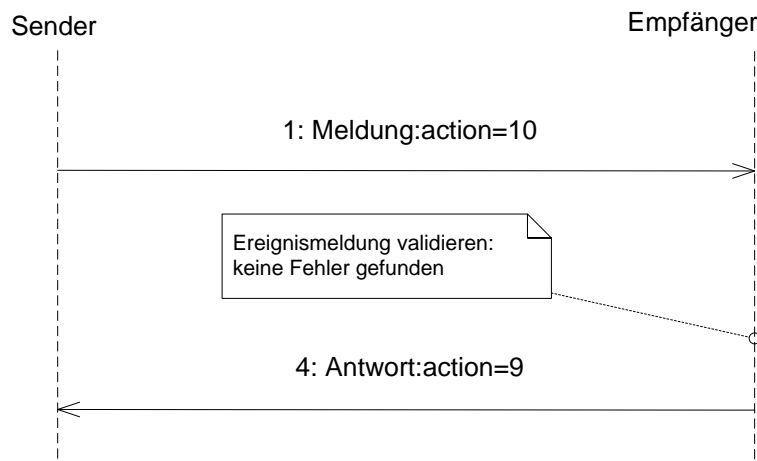 Sender
Empfänger
1: Meldung:action=10
Ereignismeldung validieren:
keine Fehler gefunden
4: Antwort:action=9